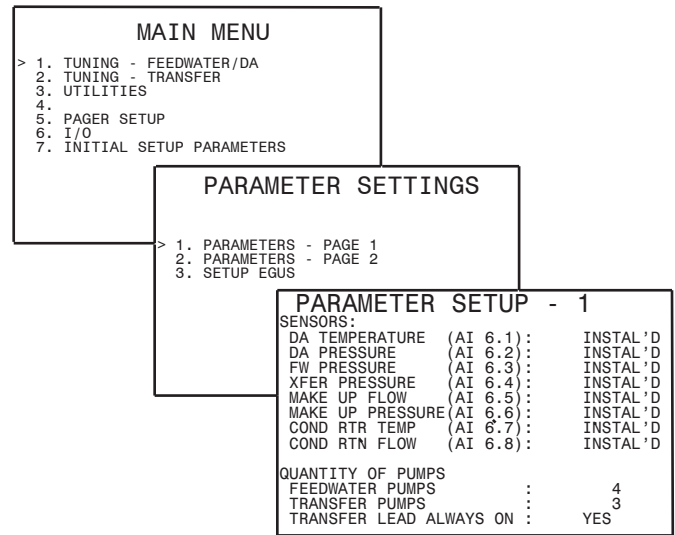 MAIN MENU
> 1. TUNING - FEEDWATER/DA
2. TUNING - TRANSFER
3. UTILITIES
4.
5. PAGER SETUP
6. I/O
7. INITIAL SETUP PARAMETERS
PARAMETER SETTINGS
> 1. PARAMETERS - PAGE 1
2. PARAMETERS - PAGE 2
3. SETUP EGUS
PARAMETER SETUP - 1
SENSORS:
DA TEMPERATURE (AI 6.1): INSTAL'D
DA PRESSURE (AI 6.2): INSTAL'D
FW PRESSURE (AI 6.3): INSTAL'D
XFER PRESSURE (AI 6.4): INSTAL'D
MAKE UP FLOW (AI 6.5): INSTAL'D
MAKE UP PRESSURE(AI 6.6): INSTAL'D
COND RTR TEMP (AI 6.7): INSTAL'D
COND RTN FLOW (AI 6.8): INSTAL'D
QUANTITY OF PUMPS
FEEDWATER PUMPS : 4
TRANSFER PUMPS : 3
TRANSFER LEAD ALWAYS ON : YES